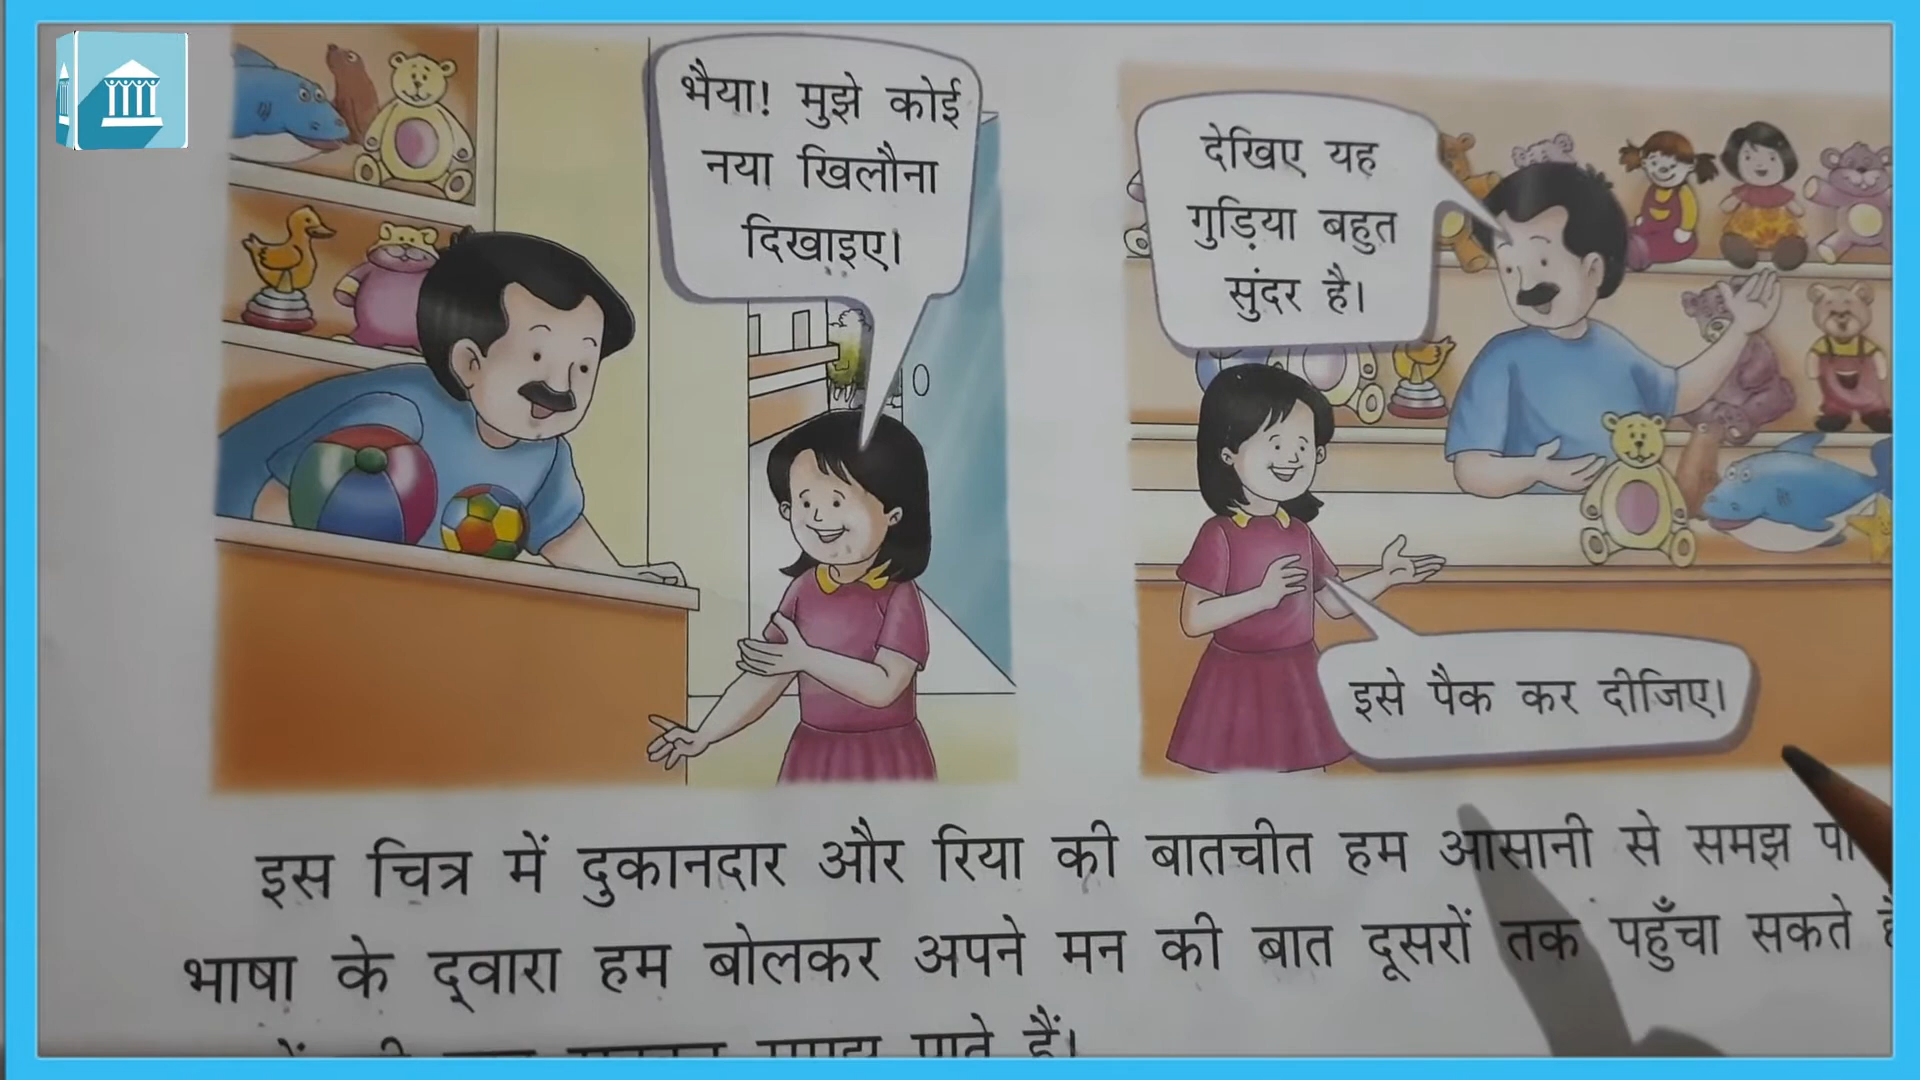 भैया! मुझे कोई
नया खिलौना
दिखाइए।
देखिए यह
गुड़िया बहुत
सुंदर है।
इसे पैक कर दीजिए।
इस चित्र में दुकानदार और रिया की बातचीत हम आसानी से समझ
भाषा के द्‌वारा हम बोलकर अपने मन की बात दूसरों तक पहुँचा सकते
पाते हैं।